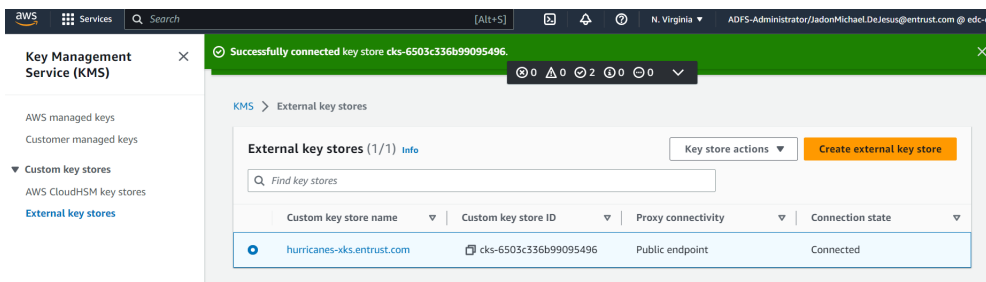 aws Services Search [Alt+S] N. Virginia ▼ ADFS-Administrator/JadonMichael.DeJesus@entrust.com @ edc-
Key Management Service (KMS)
AWS managed keys
Customer managed keys
▼ Custom key stores
AWS CloudHSM key stores
External key stores
Successfully connected key store cks-6503c336b99095496.
0 0 2 0 0
KMS > External key stores
External key stores (1/1) Info
Key store actions ▼
Create external key store
Find key stores
Custom key store name Custom key store ID Proxy connectivity Connection state
hurricanes-xks.entrust.com cks-6503c336b99095496 Public endpoint Connected